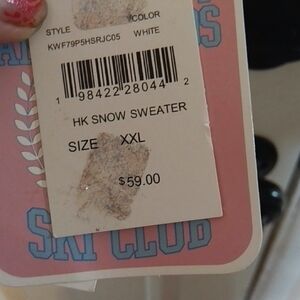 STYLE COLOR
KWF79P5HSRJC05 WHITE
1 98422 28044 2
HK SNOW SWEATER
SIZE XXL
$59.00
SKI CLUB